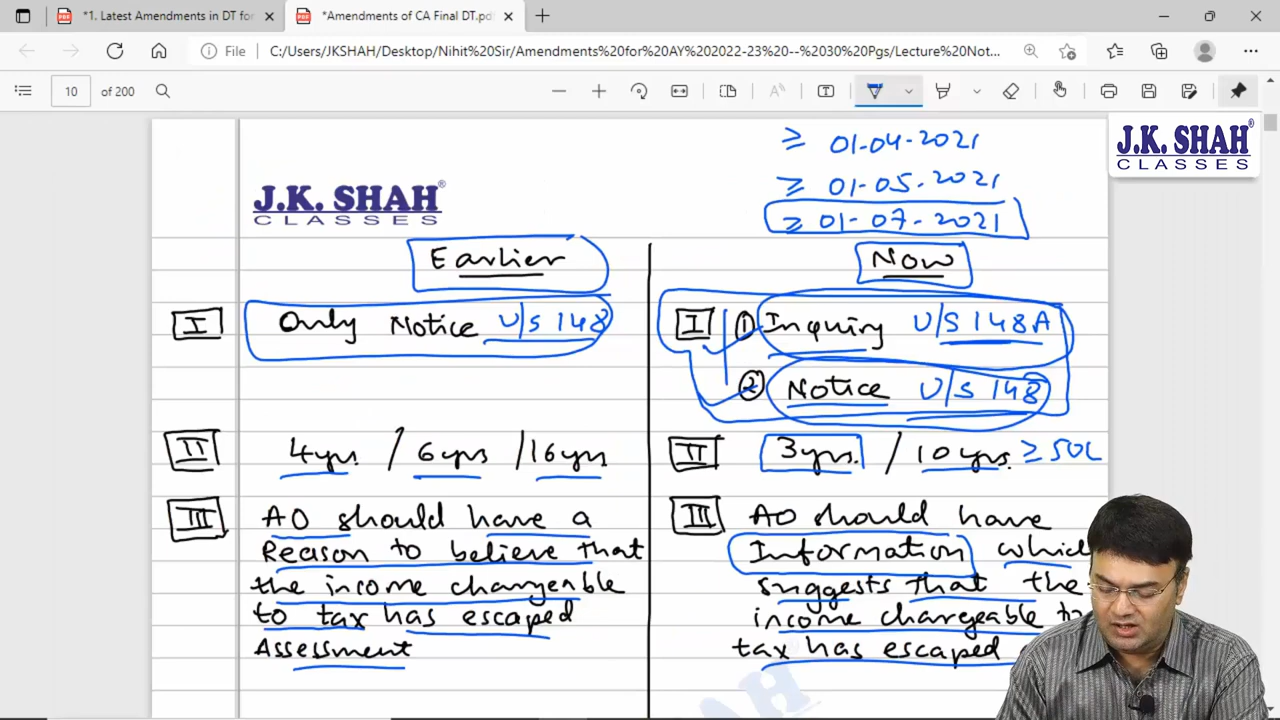 *1. Latest Amendments in DT for
*Amendments of CA Final DT.pdf
File
C:/Users/JKSHAH/Desktop/Nihit%20Sir/Amendments%20for%20AY%202022-23%20--%2030%20Pgs/Lecture%20Not...
10 of 200
J.K. SHAH®
CLASSES
≥ 01-04-2021
≥ 01-05-2021
≥ 01-07-2021
J.K. SHAH®
CLASSES
Earlier
I Only Notice U/S 148
II 4yrs. / 6yrs / 16yrs
III AO should have a
Reason to believe that
the income chargeable
to tax has escaped
Assessment
Now
I ① Inquiry U/S 148A
② Notice U/S 148
II 3yrs. / 10yrs. ≥ 50L
III AO should have
Information which
suggests that the
income chargeable to
tax has escaped
J.K. SHAH